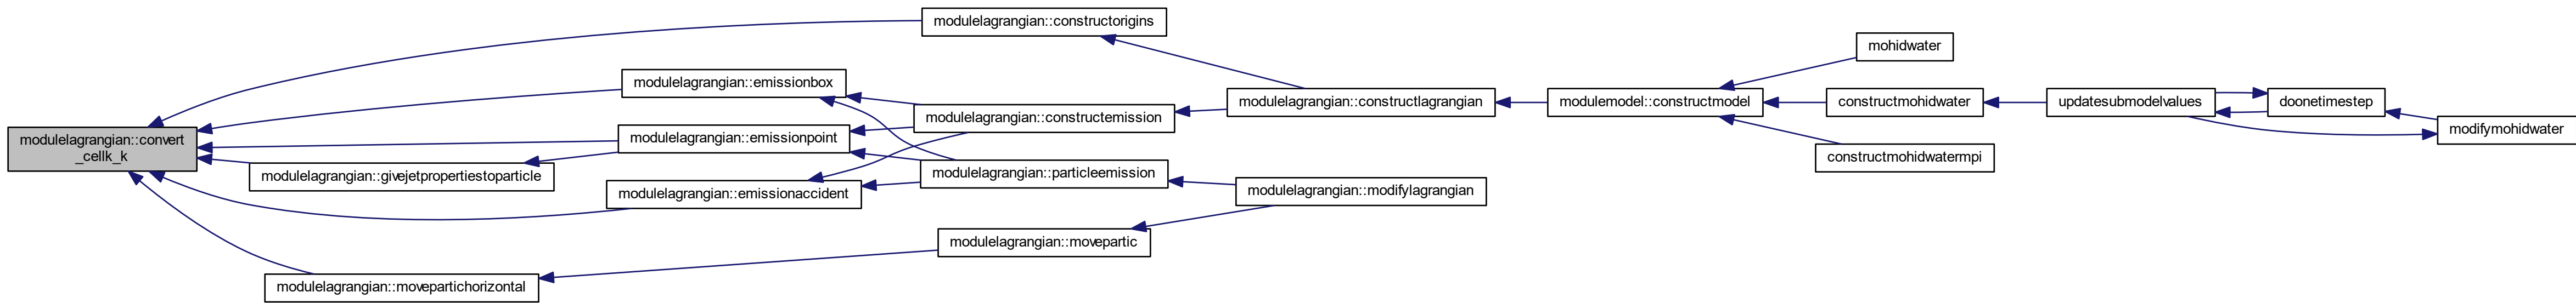 modulelagrangian::convert
_cellk_k
modulelagrangian::constructorigins
modulelagrangian::emissionbox
modulelagrangian::emissionpoint
modulelagrangian::givejetpropertiestoparticle
modulelagrangian::emissionaccident
modulelagrangian::movepartichorizontal
modulelagrangian::constructemission
modulelagrangian::particleemission
modulelagrangian::movepartic
modulelagrangian::constructlagrangian
modulelagrangian::modifylagrangian
modulemodel::constructmodel
mohidwater
constructmohidwater
constructmohidwatermpi
updatesubmodelvalues
doonetimestep
modifymohidwater